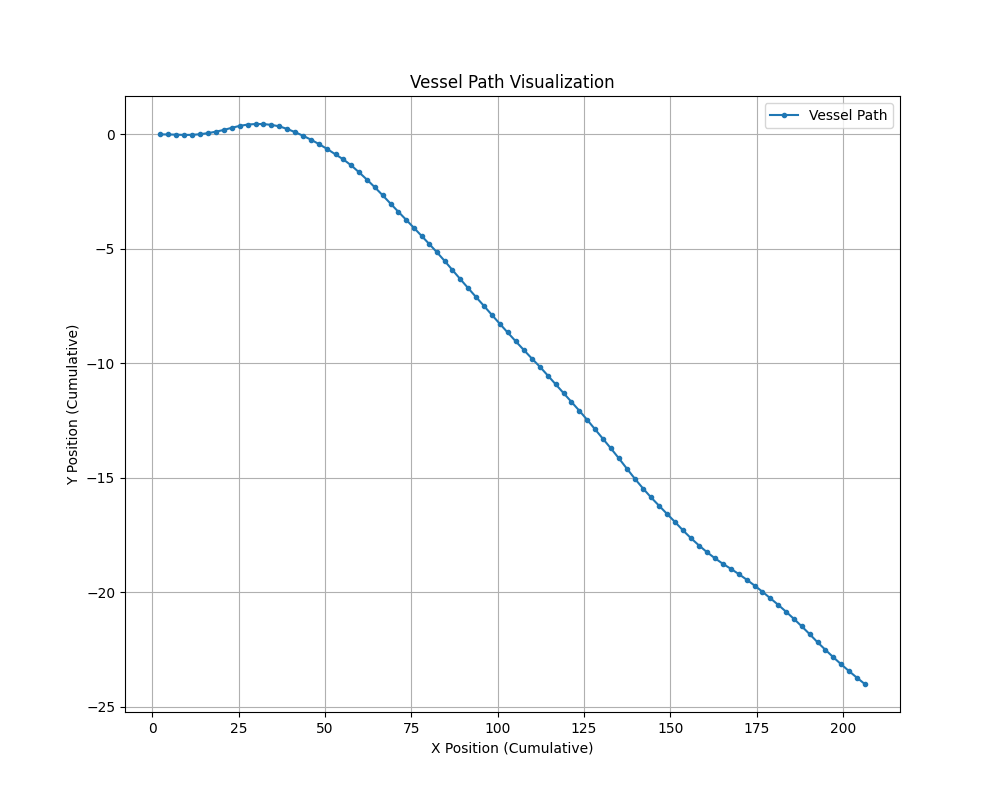 Vessel Path Visualization
Vessel Path
Y Position (Cumulative)
0
−5
−10
−15
−20
−25
0 25 50 75 100 125 150 175 200
X Position (Cumulative)